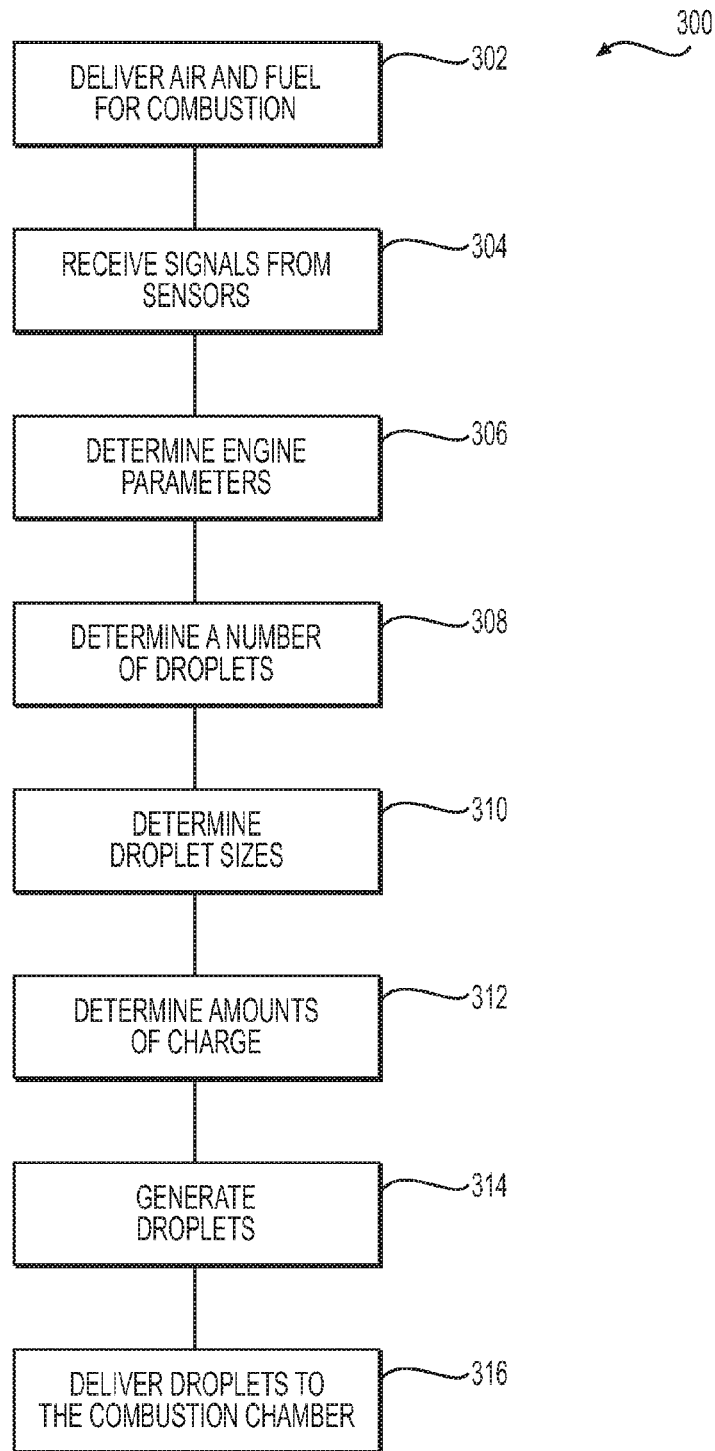 300
DELIVER AIR AND FUEL
FOR COMBUSTION
302
RECEIVE SIGNALS FROM
SENSORS
304
DETERMINE ENGINE
PARAMETERS
306
DETERMINE A NUMBER
OF DROPLETS
308
DETERMINE
DROPLET SIZES
310
DETERMINE AMOUNTS
OF CHARGE
312
GENERATE
DROPLETS
314
DELIVER DROPLETS TO
THE COMBUSTION CHAMBER
316